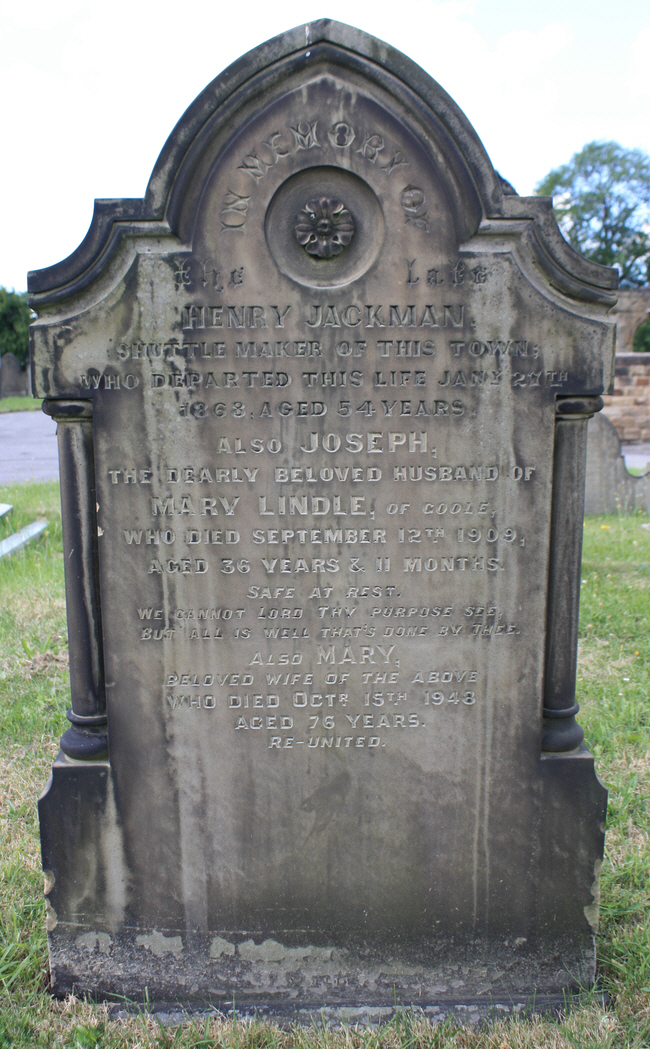 IN MEMORY OF
the Late
HENRY JACKMAN.
SHUTTLE MAKER OF THIS TOWN;
WHO DEPARTED THIS LIFE JANY 27TH
1868, AGED 54 YEARS.
ALSO JOSEPH,
THE DEARLY BELOVED HUSBAND OF
MARY LINDLE, OF GOOLE,
WHO DIED SEPTEMBER 12TH 1909,
AGED 36 YEARS & 11 MONTHS.
SAFE AT REST.
WE CANNOT LORD THY PURPOSE SEE,
BUT ALL IS WELL THAT'S DONE BY THEE.
ALSO MARY,
BELOVED WIFE OF THE ABOVE
WHO DIED OCTR 15TH 1948
AGED 76 YEARS.
RE-UNITED.